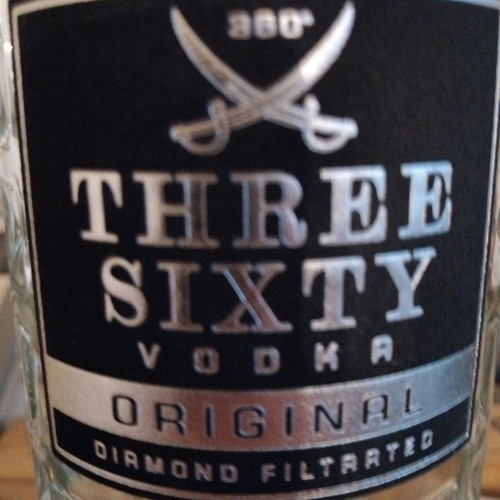 360°
THREE
SIXTY
VODKA
ORIGINAL
DIAMOND FILTRATED